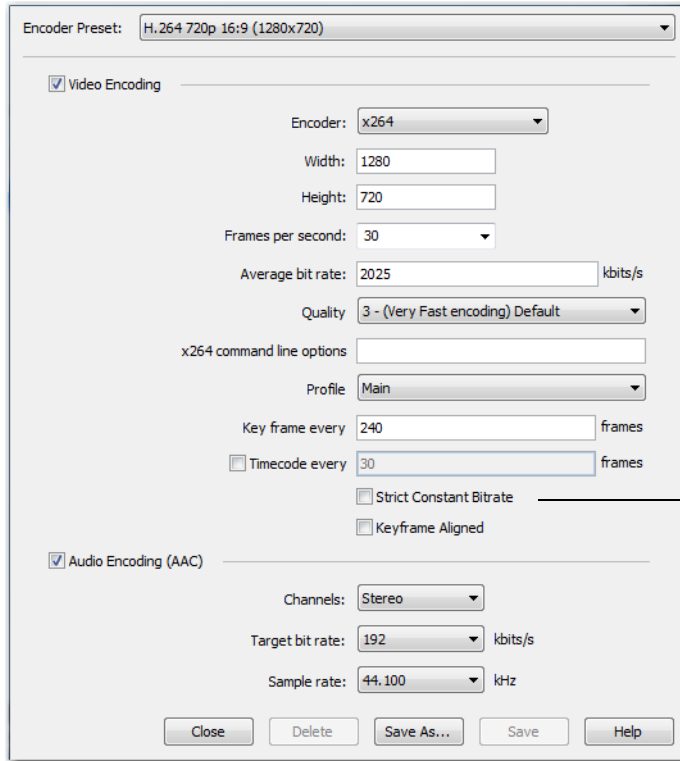 Encoder Preset: H.264 720p 16:9 (1280x720)
Video Encoding
Encoder: x264
Width: 1280
Height: 720
Frames per second: 30
Average bit rate: 2025 kbits/s
Quality 3 - (Very Fast encoding) Default
x264 command line options
Profile Main
Key frame every 240 frames
Timecode every 30 frames
Strict Constant Bitrate
Keyframe Aligned
Audio Encoding (AAC)
Channels: Stereo
Target bit rate: 192 kbits/s
Sample rate: 44.100 kHz
Close Delete Save As... Save Help